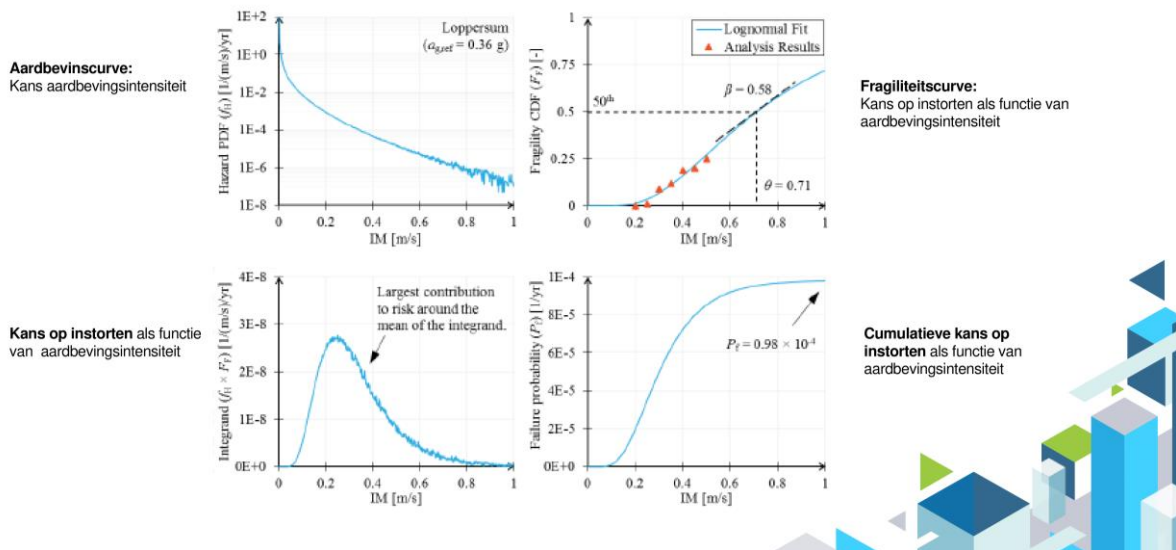 Aardbevinscurve:
Kans aardbevingsintensiteit
Hazard PDF (f_H) [1/(m/s)/yr]
1E+2
1E+0
1E-2
1E-4
1E-6
1E-8
Loppersum
(a_g,ref = 0.36 g)
0 0.2 0.4 0.6 0.8 1
IM [m/s]
Fragility CDF (F_F) [-]
1
0.75
0.5
0.25
0
Lognormal Fit
Analysis Results
50th
β = 0.58
θ = 0.71
0 0.2 0.4 0.6 0.8 1
IM [m/s]
Fragiliteitscurve:
Kans op instorten als functie van
aardbevingsintensiteit
Kans op instorten als functie
van aardbevingsintensiteit
Integrand (f_H × F_F) [1/(m/s)/yr]
4E-8
3E-8
2E-8
1E-8
0E+0
Largest contribution
to risk around the
mean of the integrand.
0 0.2 0.4 0.6 0.8 1
IM [m/s]
Failure probability (P_f) [1/yr]
1E-4
8E-5
6E-5
4E-5
2E-5
0E+0
P_f = 0.98 × 10⁻⁴
0 0.2 0.4 0.6 0.8 1
IM [m/s]
Cumulatieve kans op
instorten als functie van
aardbevingsintensiteit